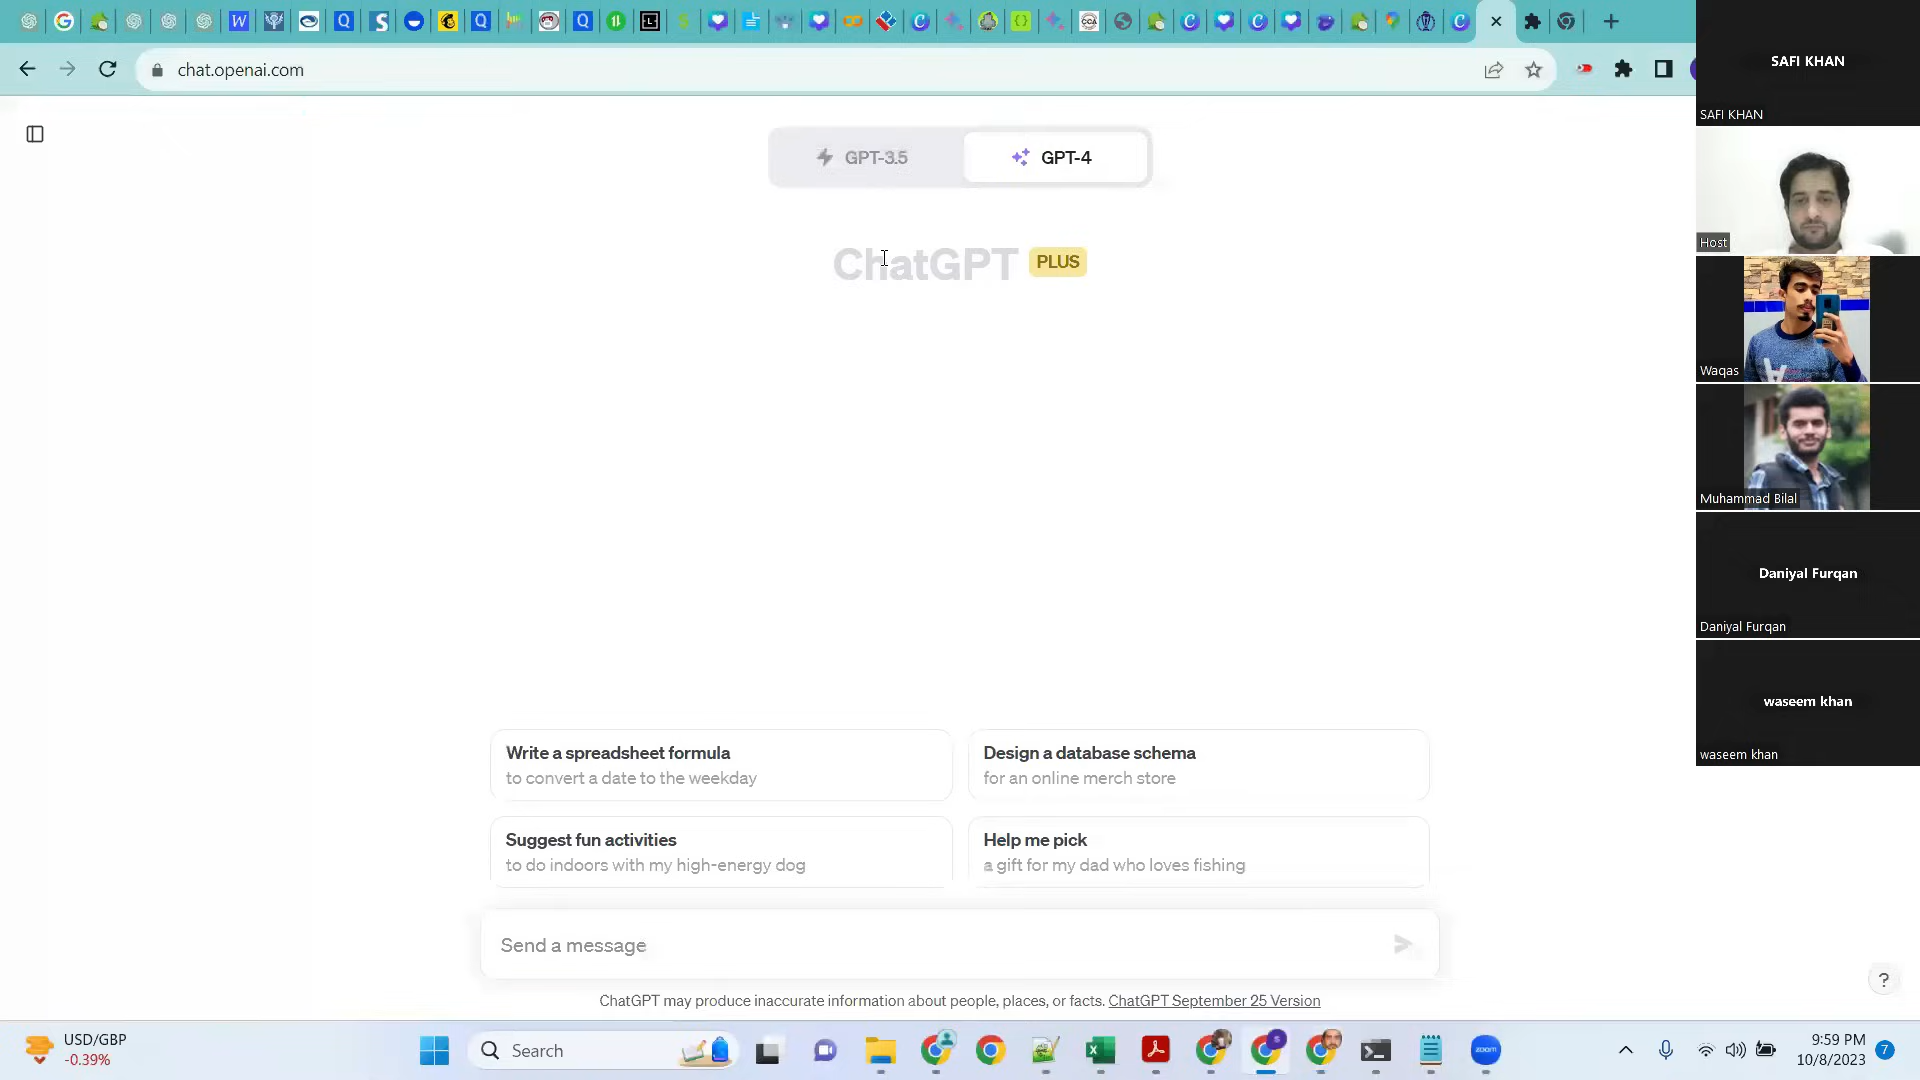 chat.openai.com
GPT-3.5
GPT-4
ChatGPT PLUS
Write a spreadsheet formula
to convert a date to the weekday
Design a database schema
for an online merch store
Suggest fun activities
to do indoors with my high-energy dog
Help me pick
a gift for my dad who loves fishing
Send a message
ChatGPT may produce inaccurate information about people, places, or facts. ChatGPT September 25 Version
?
SAFI KHAN
SAFI KHAN
Host
Waqas
Muhammad Bilal
Daniyal Furqan
Daniyal Furqan
waseem khan
waseem khan
USD/GBP
-0.39%
Search
zoom
9:59 PM
10/8/2023
7